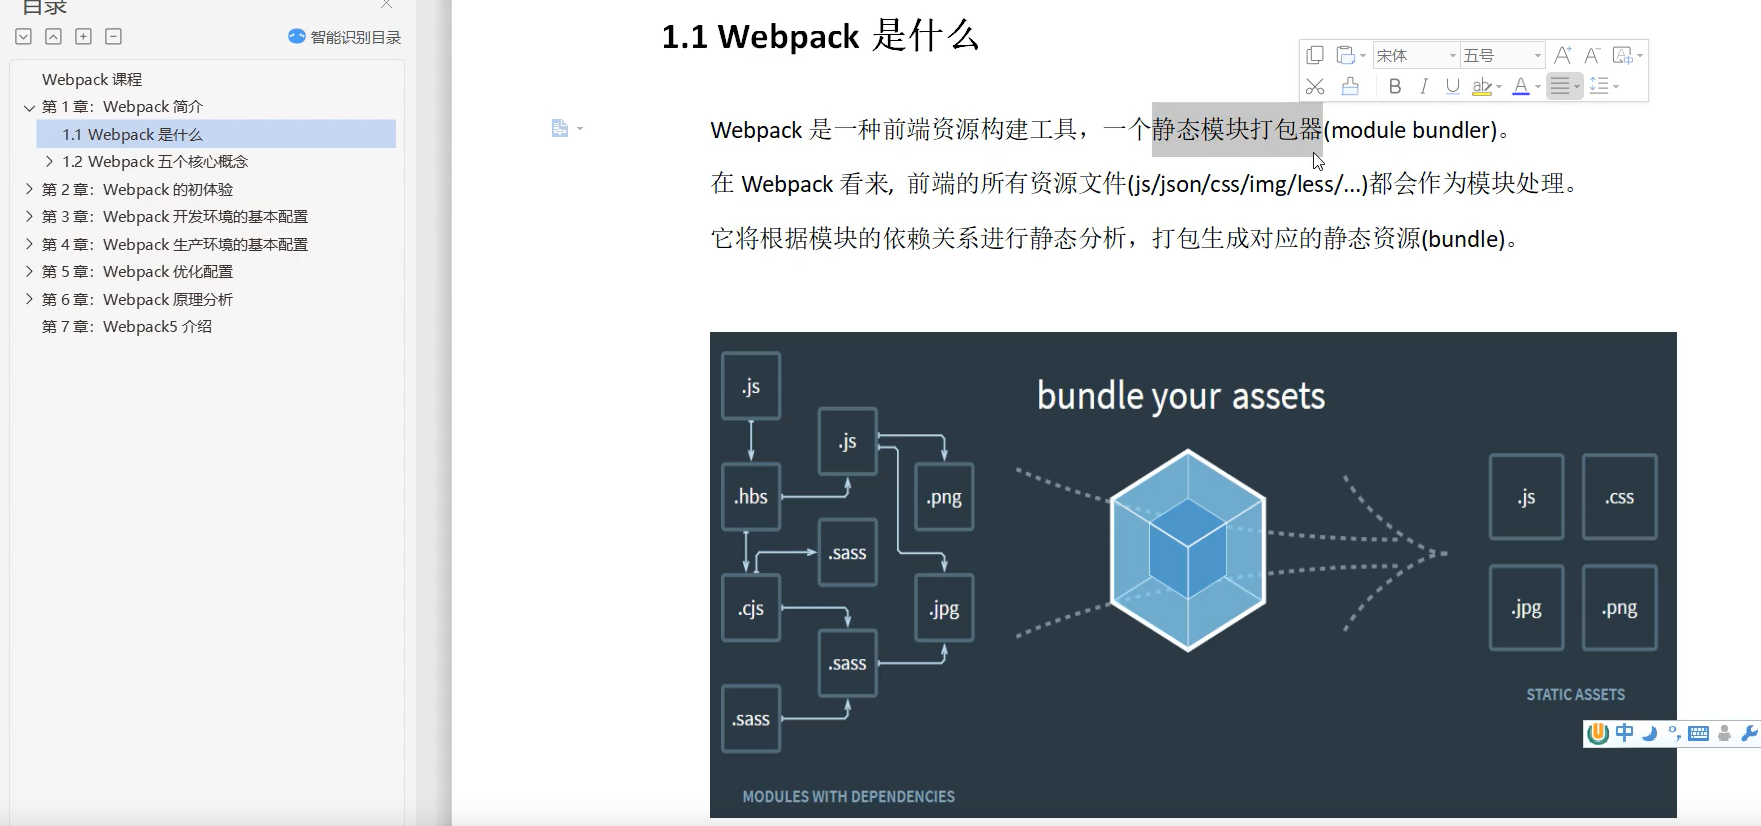 目录
智能识别目录
Webpack 课程
第 1 章：Webpack 简介
1.1 Webpack 是什么
1.2 Webpack 五个核心概念
第 2 章：Webpack 的初体验
第 3 章：Webpack 开发环境的基本配置
第 4 章：Webpack 生产环境的基本配置
第 5 章：Webpack 优化配置
第 6 章：Webpack 原理分析
第 7 章：Webpack5 介绍
1.1 Webpack 是什么
宋体 五号
B I U ab A
Webpack 是一种前端资源构建工具，一个静态模块打包器(module bundler)。
在 Webpack 看来, 前端的所有资源文件(js/json/css/img/less/...)都会作为模块处理。
它将根据模块的依赖关系进行静态分析，打包生成对应的静态资源(bundle)。
bundle your assets
.js
.js
.hbs
.png
.sass
.cjs
.jpg
.sass
.sass
MODULES WITH DEPENDENCIES
.js .css
.jpg .png
STATIC ASSETS
中